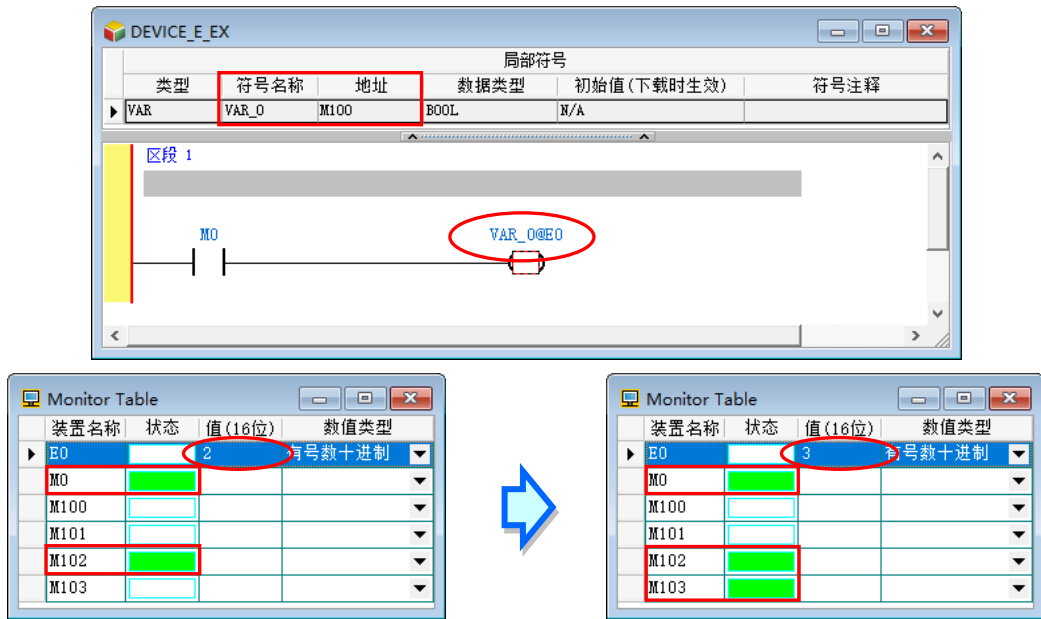 DEVICE_E_EX
局部符号
类型 符号名称 地址 数据类型 初始值(下载时生效) 符号注释
VAR VAR_0 M100 BOOL N/A
区段 1
M0 VAR_0@E0
Monitor Table
装置名称 状态 值(16位) 数值类型
E0 2 有号数十进制
M0
M100
M101
M102
M103
Monitor Table
装置名称 状态 值(16位) 数值类型
E0 3 有号数十进制
M0
M100
M101
M102
M103